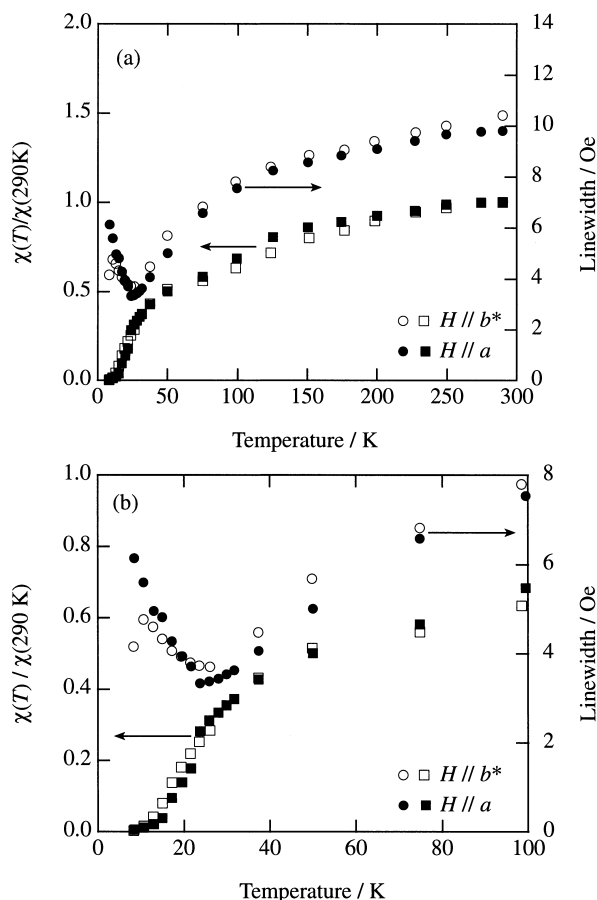 (a)
2.0
1.5
1.0
0.5
0.0
14
12
10
8
6
4
2
0
χ(T)/χ(290K)
Linewidth / Oe
H // b*
H // a
0 50 100 150 200 250 300
Temperature / K
(b)
1.0
0.8
0.6
0.4
0.2
0.0
8
6
4
2
0
χ(T) / χ(290 K)
Linewidth / Oe
H // b*
H // a
0 20 40 60 80 100
Temperature / K